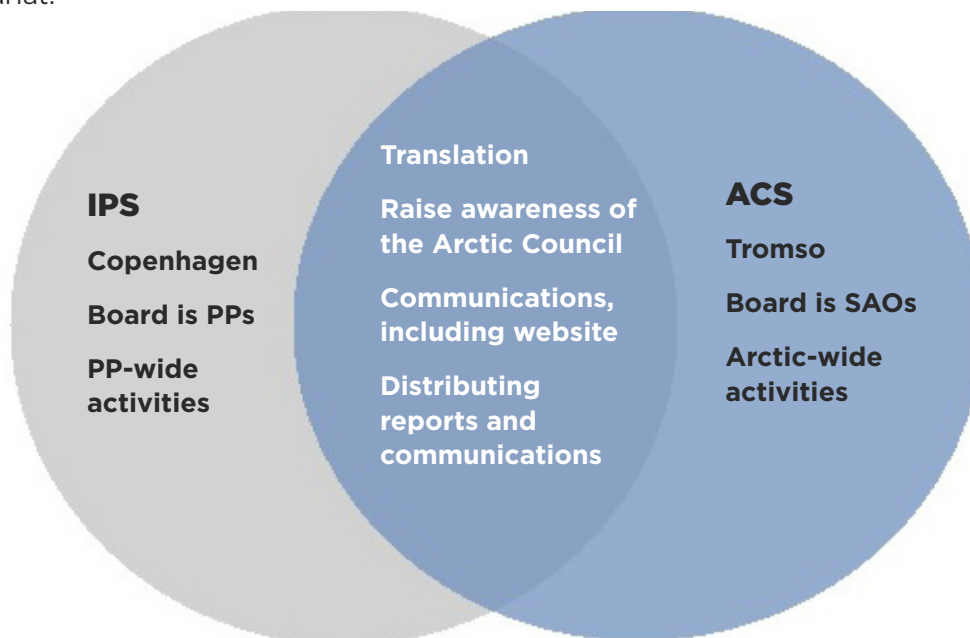 IPS
Copenhagen
Board is PPs
PP-wide
activities
Translation
Raise awareness of
the Arctic Council
Communications,
including website
Distributing
reports and
communications
ACS
Tromso
Board is SAOs
Arctic-wide
activities